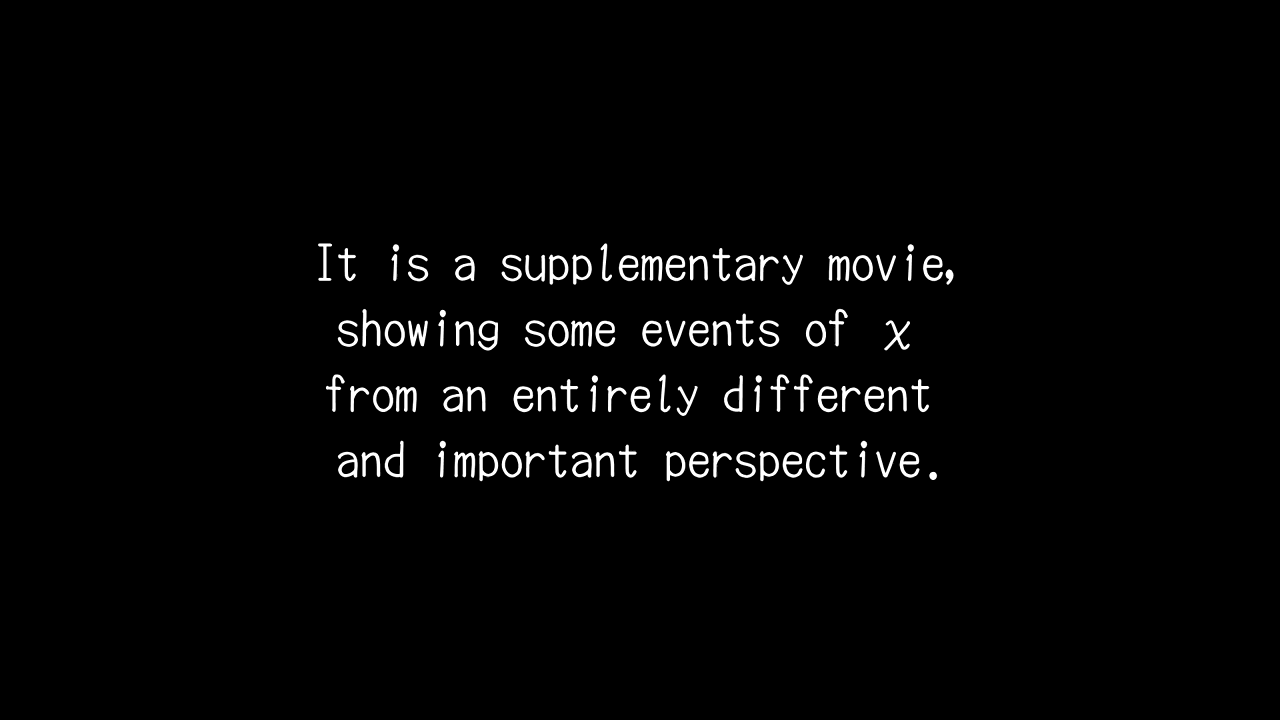 It is a supplementary movie,
showing some events of χ
from an entirely different
and important perspective.